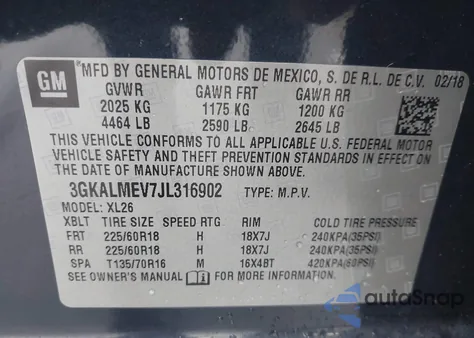 GM
*MFD BY GENERAL MOTORS DE MEXICO, S. DE R.L. DE C.V. 02/18
GVWR GAWR FRT GAWR RR
2025 KG 1175 KG 1200 KG
4464 LB 2590 LB 2645 LB
THIS VEHICLE CONFORMS TO ALL APPLICABLE U.S. FEDERAL MOTOR
VEHICLE SAFETY AND THEFT PREVENTION STANDARDS IN EFFECT ON THE
DATE OF MANUFACTURE SHOWN ABOVE.
3GKALMEV7JL316902 TYPE: M.P.V.
MODEL: XL26
XBLT TIRE SIZE SPEED RTG RIM COLD TIRE PRESSURE
FRT 225/60R18 H 18X7J 240KPA(35PSI)
RR 225/60R18 H 18X7J 240KPA(35PSI)
SPA T135/70R16 M 16X4BT 420KPA(60PSI)
SEE OWNER'S MANUAL FOR MORE INFORMATION.
autoSnap